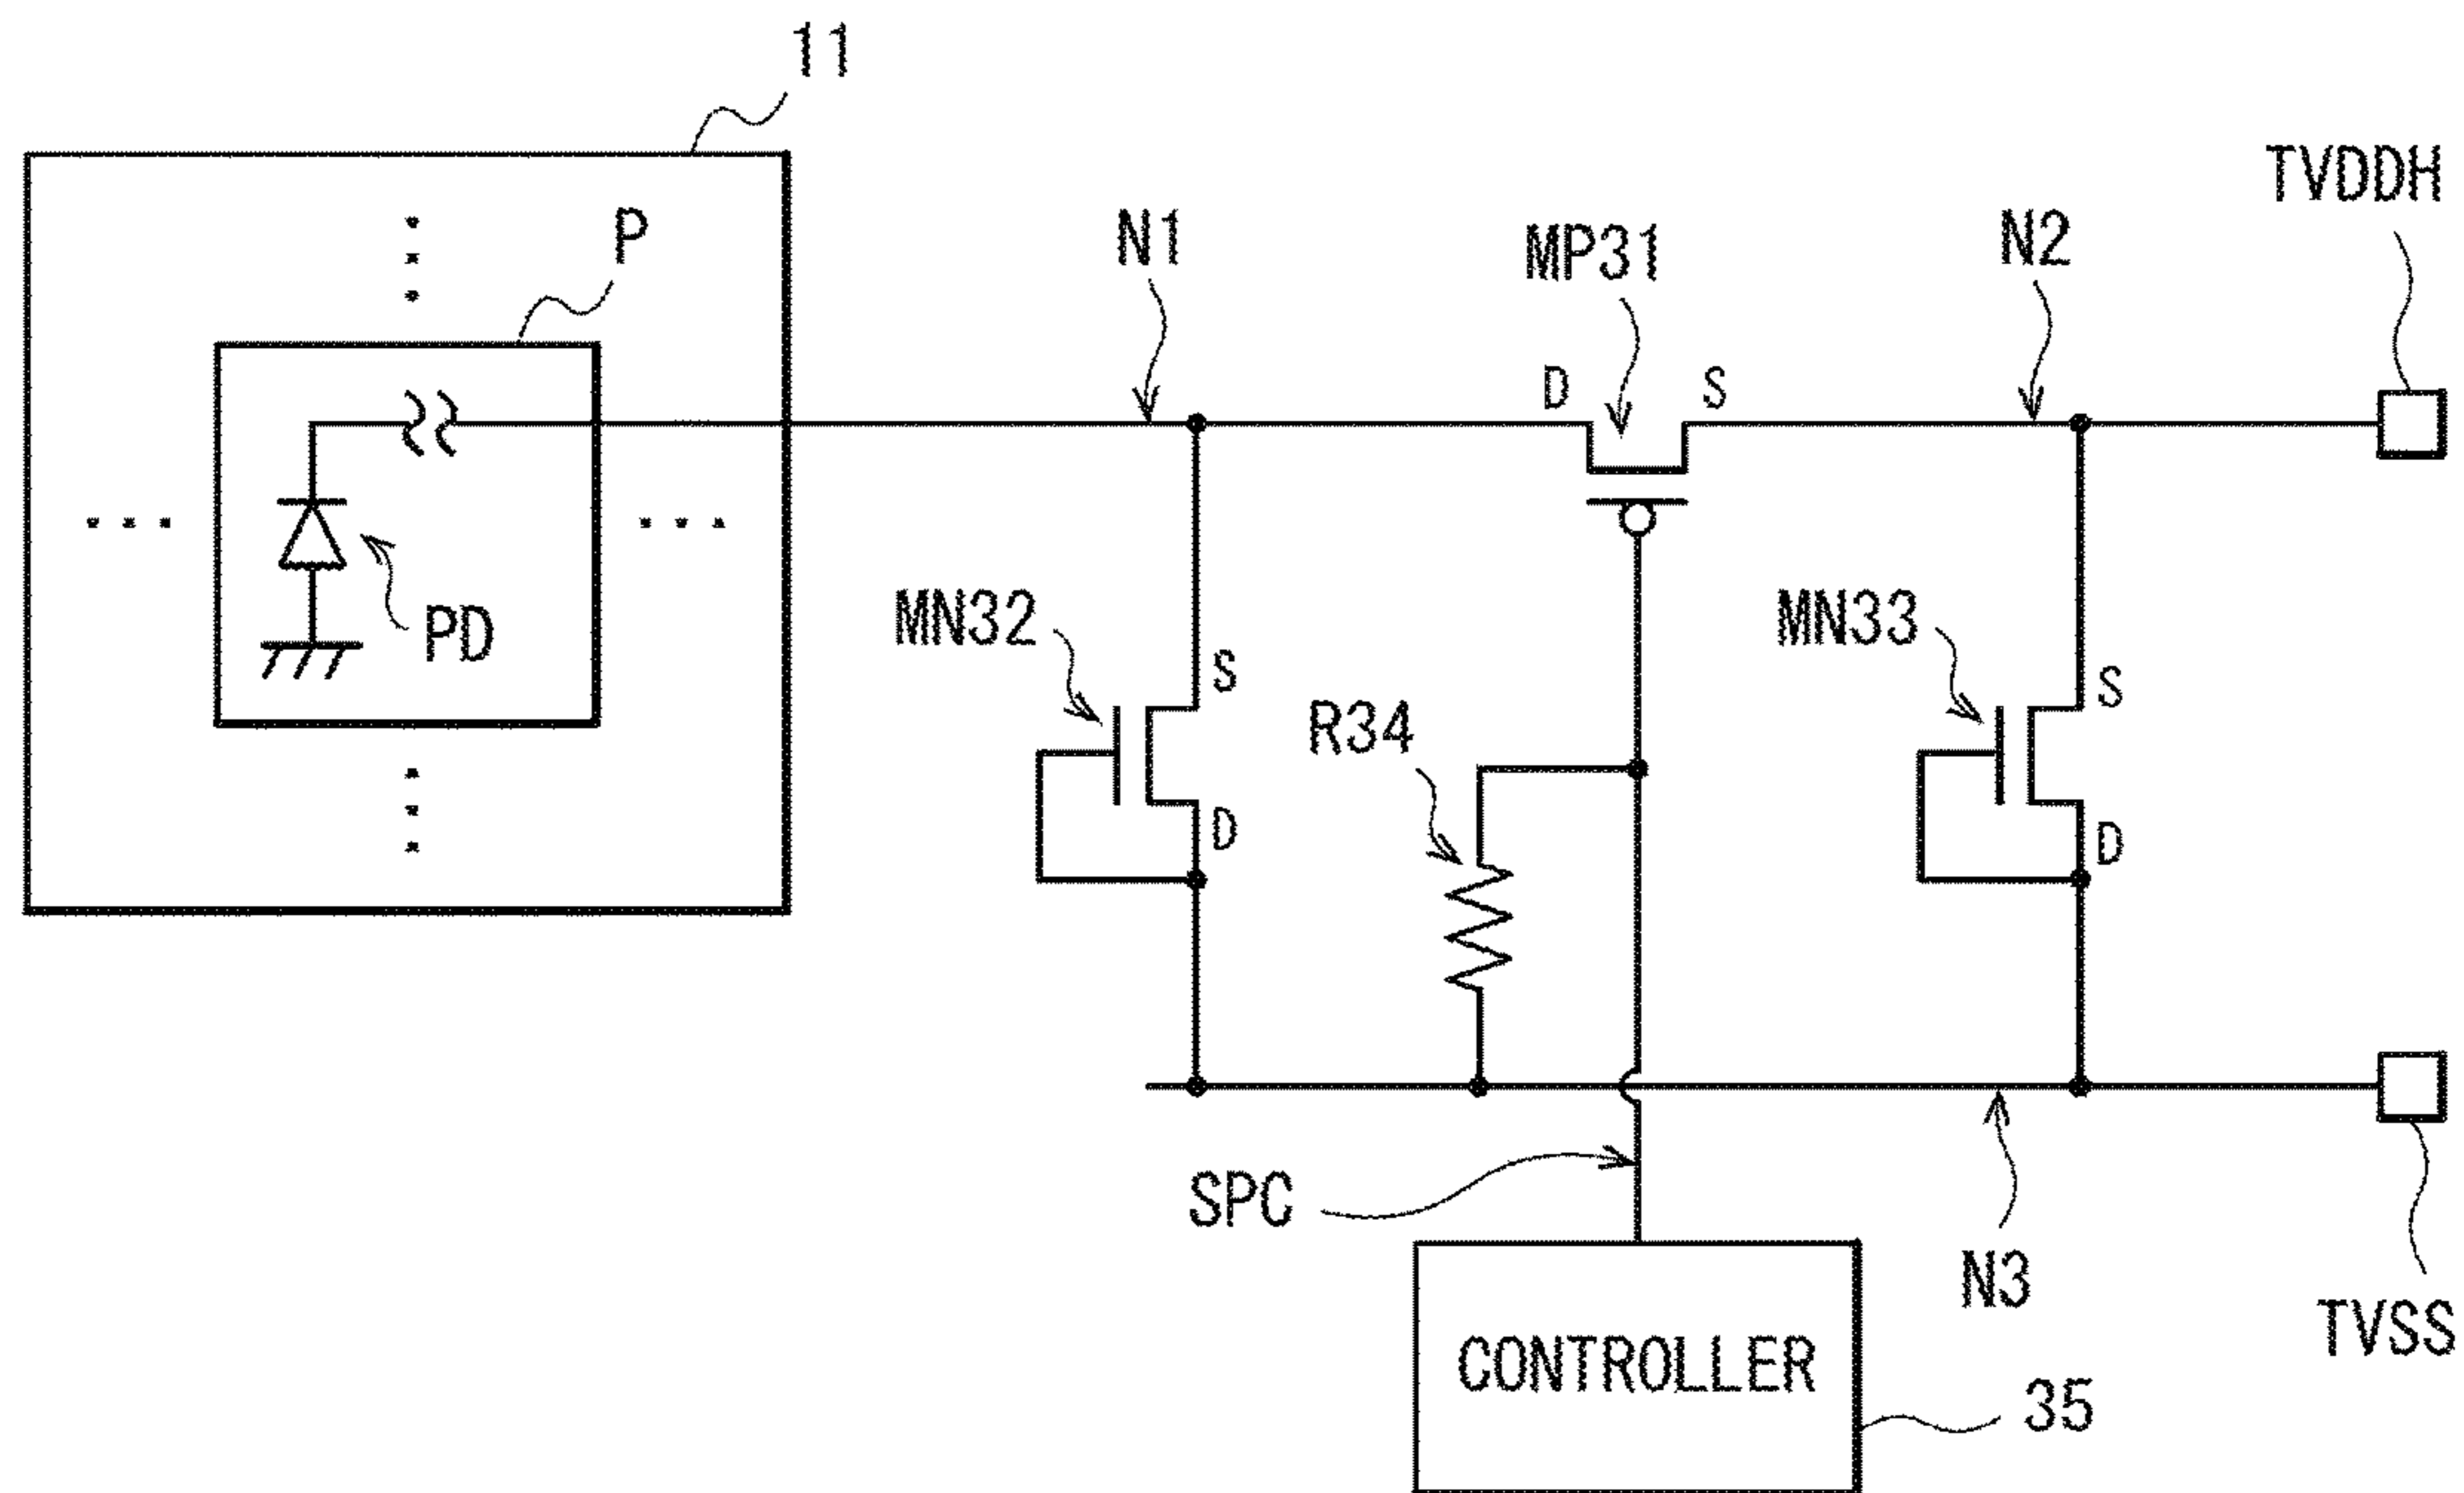 11
TVDDH
P
N1
MP31
N2
D
S
MN32
PD
S
R34
MN33
S
D
D
SPC
N3
TVSS
CONTROLLER
35